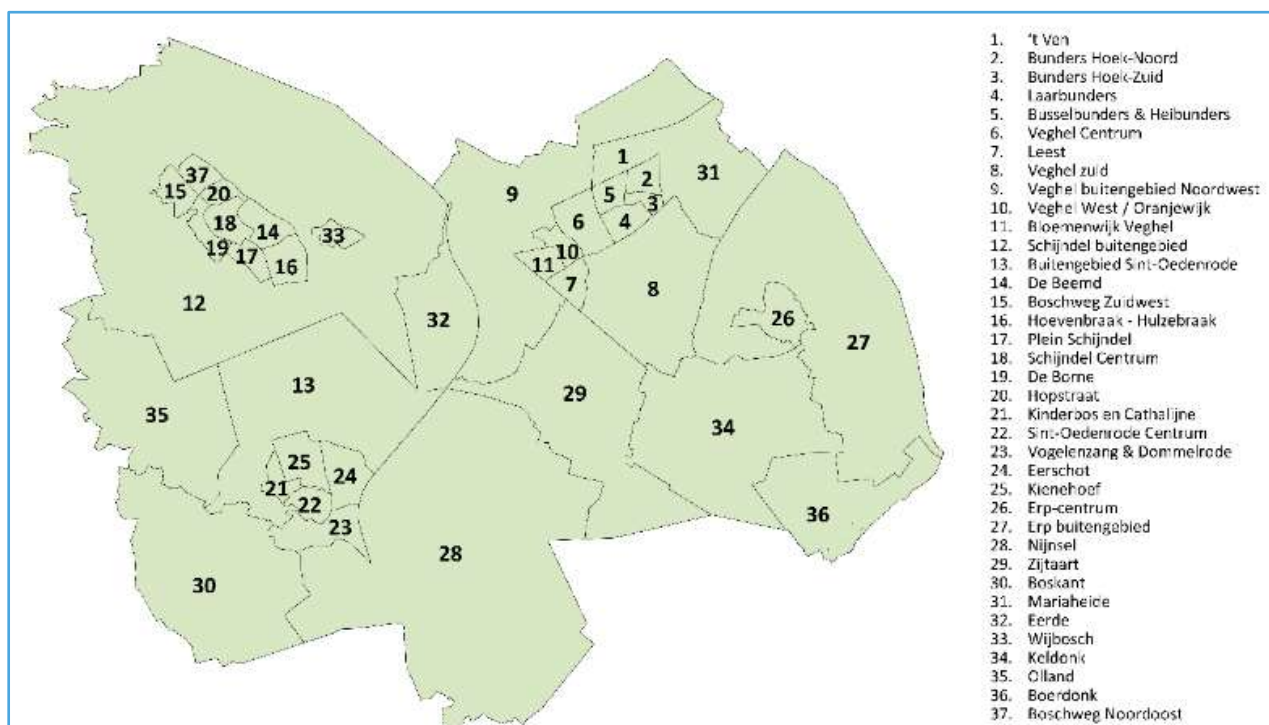 1
31
2
37
9
5
15
3
20
4
6
18
14
33
19
10
17
11
16
7
8
12
32
26
27
13
29
35
34
25
24
21
22
36
23
28
30
1. 't Ven
2. Bunders Hoek-Noord
3. Bunders Hoek-Zuid
4. Laarbunders
5. Busselbunders & Heibunders
6. Veghel Centrum
7. Leest
8. Veghel zuid
9. Veghel buitengebied Noordwest
10. Veghel West / Oranjewijk
11. Bloemenwijk Veghel
12. Schijndel buitengebied
13. Buitengebied Sint-Oedenrode
14. De Beemd
15. Boschweg Zuidwest
16. Hoevenbraak - Hulzebraak
17. Plein Schijndel
18. Schijndel Centrum
19. De Borne
20. Hopstraat
21. Kinderbos en Cathalijne
22. Sint-Oedenrode Centrum
23. Vogelenzang & Dommelrode
24. Eerschot
25. Kienehoef
26. Erp-centrum
27. Erp buitengebied
28. Nijnsel
29. Zijtaart
30. Boskant
31. Mariaheide
32. Eerde
33. Wijbosch
34. Keldonk
35. Olland
36. Boerdonk
37. Boschweg Noordoost